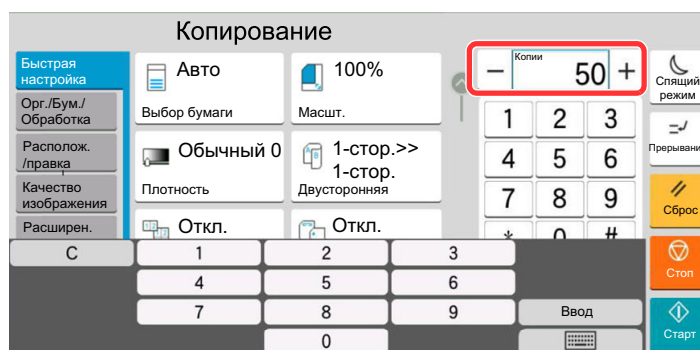 Копирование
Быстрая
настройка
Орг./Бум./
Обработка
Располож.
/правка
Качество
изображения
Расширен.
Авто
Выбор бумаги
100%
Масшт.
Обычный 0
Плотность
1-стор.>>
1-стор.
Двусторонняя
Откл.
Откл.
Копии
− 50 +
1 2 3
4 5 6
7 8 9
* 0 #
Спящий
режим
Прерывани
Сброс
Стоп
Старт
C 1 2 3
4 5 6
7 8 9
Ввод
0